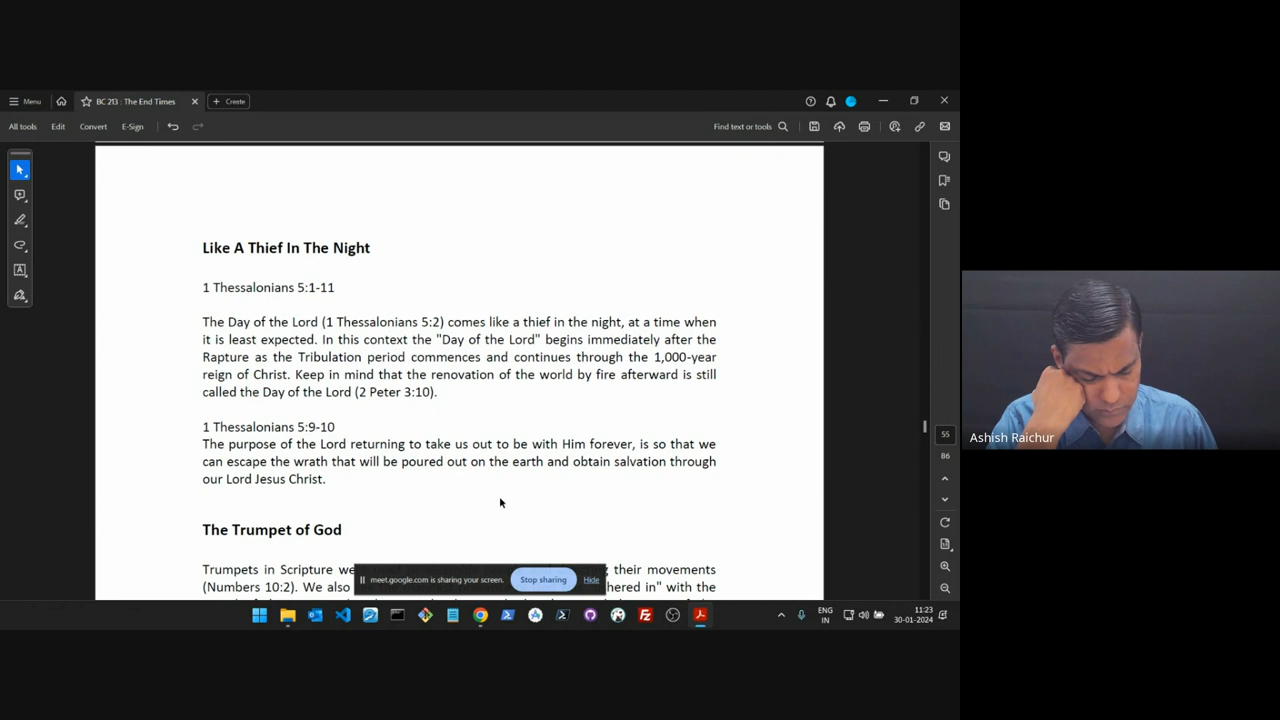 Menu
BC 213 : The End Times
Create
All tools
Edit
Convert
E-Sign
Find text or tools
Like A Thief In The Night
1 Thessalonians 5:1-11
The Day of the Lord (1 Thessalonians 5:2) comes like a thief in the night, at a time when
it is least expected. In this context the "Day of the Lord" begins immediately after the
Rapture as the Tribulation period commences and continues through the 1,000-year
reign of Christ. Keep in mind that the renovation of the world by fire afterward is still
called the Day of the Lord (2 Peter 3:10).
1 Thessalonians 5:9-10
The purpose of the Lord returning to take us out to be with Him forever, is so that we
can escape the wrath that will be poured out on the earth and obtain salvation through
our Lord Jesus Christ.
The Trumpet of God
Trumpets in Scripture we their movements
(Numbers 10:2). We also hered in" with the
meet.google.com is sharing your screen.
Stop sharing
Hide
55
86
Ashish Raichur
ENG
IN
11:23
30-01-2024